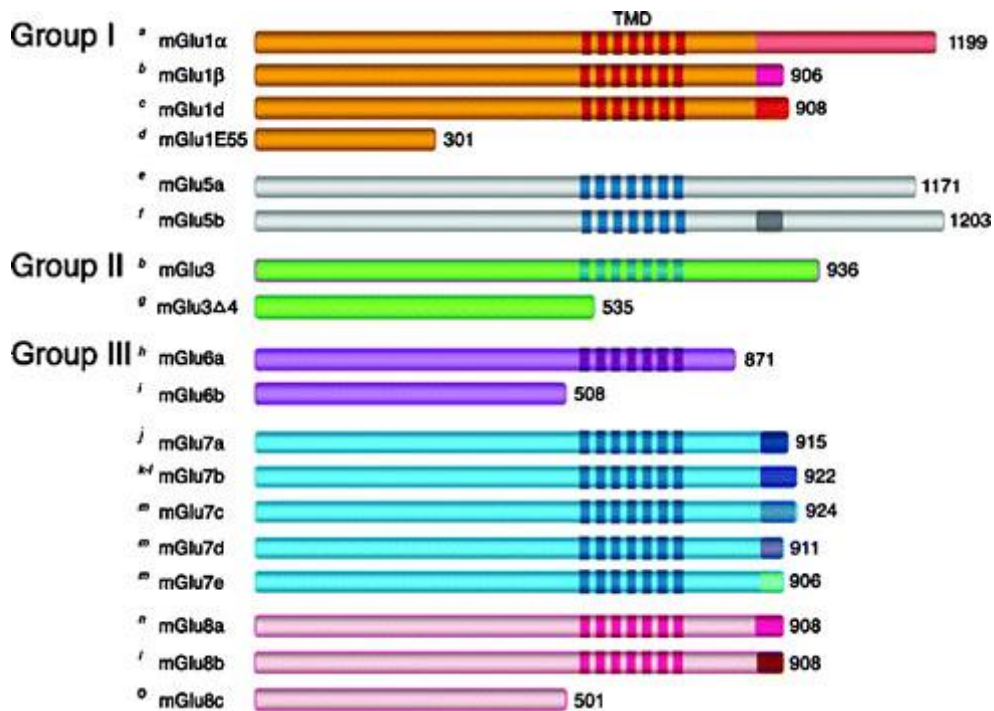 TMD
Group I a mGlu1α 1199
b mGlu1β 906
c mGlu1d 908
d mGlu1E55 301
e mGlu5a 1171
f mGlu5b 1203
Group II b mGlu3 936
g mGlu3Δ4 535
Group III h mGlu6a 871
i mGlu6b 508
j mGlu7a 915
k-l mGlu7b 922
m mGlu7c 924
m mGlu7d 911
m mGlu7e 906
n mGlu8a 908
i mGlu8b 908
o mGlu8c 501